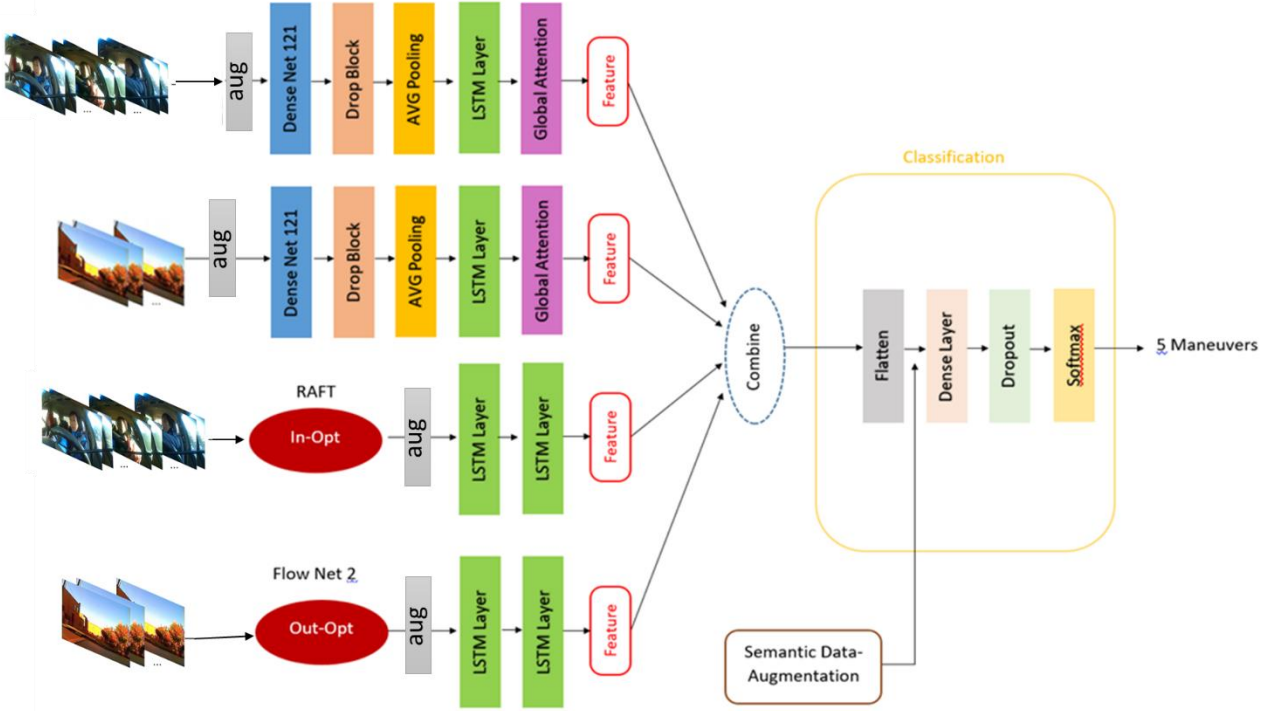 aug
Dense Net 121
Drop Block
AVG Pooling
LSTM Layer
Global Attention
Feature
...
...
Classification
aug
Dense Net 121
Drop Block
AVG Pooling
LSTM Layer
Global Attention
Feature
...
Combine
Flatten
Dense Layer
Dropout
Softmax
5 Maneuvers
RAFT
In-Opt
aug
LSTM Layer
LSTM Layer
Feature
...
...
Flow Net 2
Out-Opt
aug
LSTM Layer
LSTM Layer
Feature
...
Semantic Data-
Augmentation